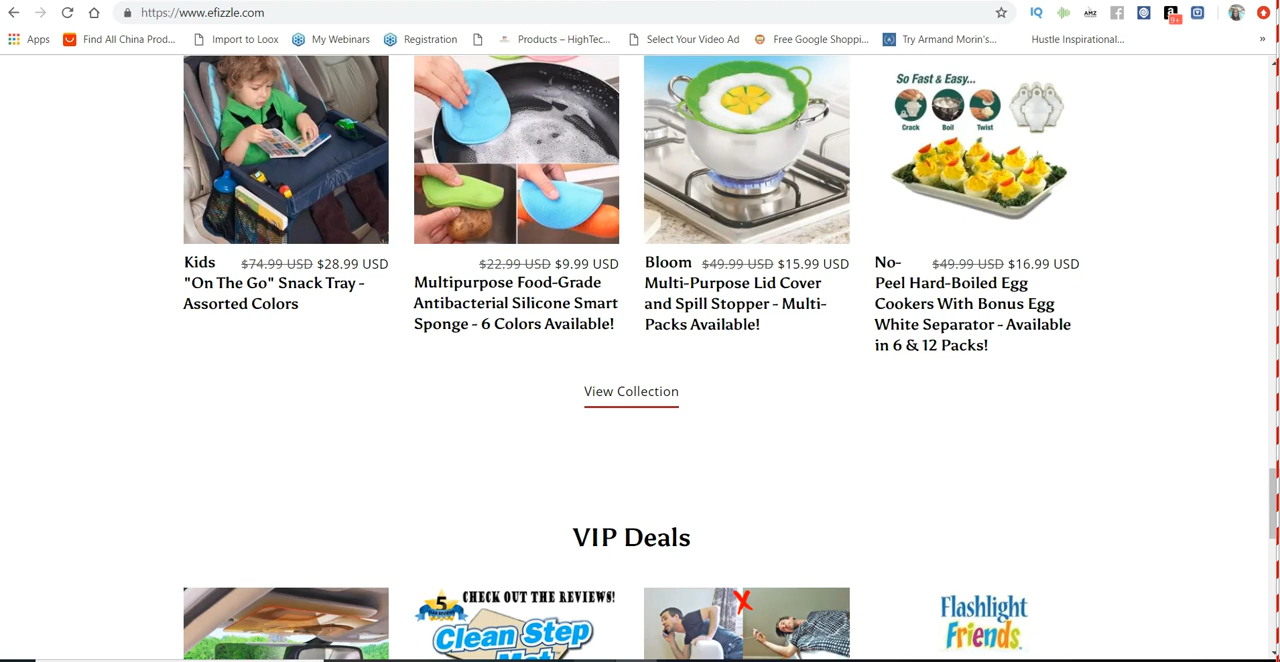 https://www.efizzle.com
IQ
AMZ
a
9+
Apps
Find All China Prod...
Import to Loox
My Webinars
Registration
Products – HighTec...
Select Your Video Ad
Free Google Shoppi...
Try Armand Morin's...
Hustle Inspirational...
»
So Fast & Easy...
Crack Boil Twist
Kids $74.99 USD $28.99 USD
"On The Go" Snack Tray -
Assorted Colors
$22.99 USD $9.99 USD
Multipurpose Food-Grade
Antibacterial Silicone Smart
Sponge - 6 Colors Available!
Bloom $49.99 USD $15.99 USD
Multi-Purpose Lid Cover
and Spill Stopper - Multi-
Packs Available!
No- $49.99 USD $16.99 USD
Peel Hard-Boiled Egg
Cookers With Bonus Egg
White Separator - Available
in 6 & 12 Packs!
View Collection
VIP Deals
5
CHECK OUT THE REVIEWS!
Clean Step
Mat
Flashlight
Friends